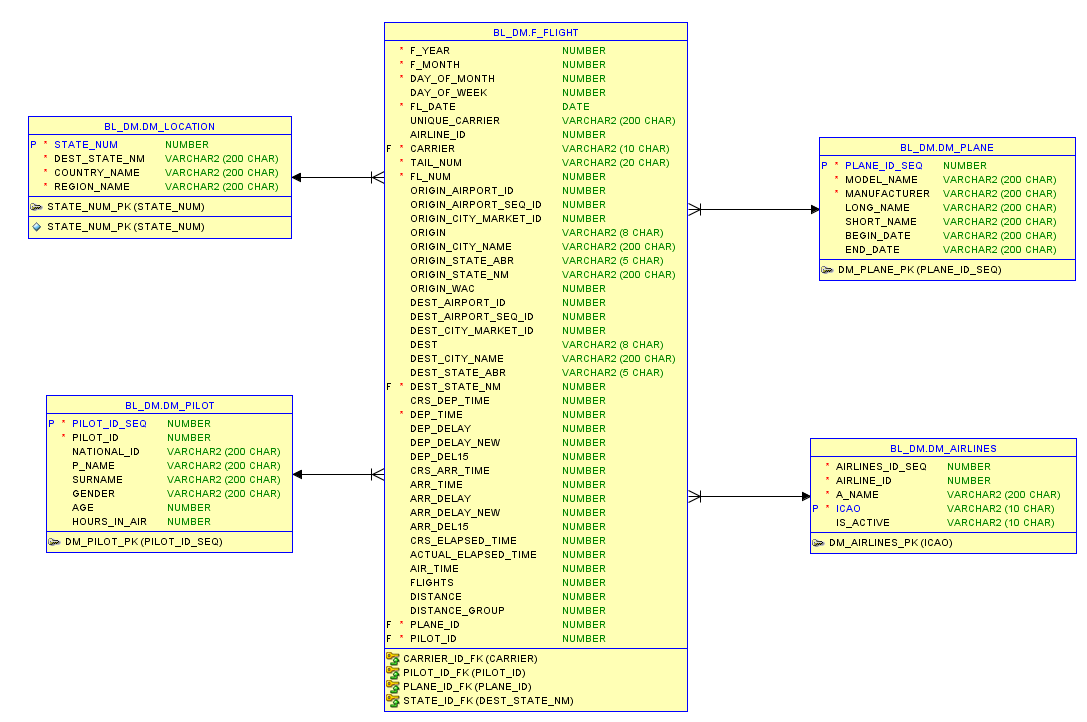 BL_DM.F_FLIGHT
* F_YEAR NUMBER
* F_MONTH NUMBER
* DAY_OF_MONTH NUMBER
DAY_OF_WEEK NUMBER
* FL_DATE DATE
UNIQUE_CARRIER VARCHAR2 (200 CHAR)
AIRLINE_ID NUMBER
F * CARRIER VARCHAR2 (10 CHAR)
* TAIL_NUM VARCHAR2 (20 CHAR)
* FL_NUM NUMBER
ORIGIN_AIRPORT_ID NUMBER
ORIGIN_AIRPORT_SEQ_ID NUMBER
ORIGIN_CITY_MARKET_ID NUMBER
ORIGIN VARCHAR2 (8 CHAR)
ORIGIN_CITY_NAME VARCHAR2 (200 CHAR)
ORIGIN_STATE_ABR VARCHAR2 (5 CHAR)
ORIGIN_STATE_NM VARCHAR2 (200 CHAR)
ORIGIN_WAC NUMBER
DEST_AIRPORT_ID NUMBER
DEST_AIRPORT_SEQ_ID NUMBER
DEST_CITY_MARKET_ID NUMBER
DEST VARCHAR2 (8 CHAR)
DEST_CITY_NAME VARCHAR2 (200 CHAR)
DEST_STATE_ABR VARCHAR2 (5 CHAR)
F * DEST_STATE_NM NUMBER
CRS_DEP_TIME NUMBER
* DEP_TIME NUMBER
DEP_DELAY NUMBER
DEP_DELAY_NEW NUMBER
DEP_DEL15 NUMBER
CRS_ARR_TIME NUMBER
ARR_TIME NUMBER
ARR_DELAY NUMBER
ARR_DELAY_NEW NUMBER
ARR_DEL15 NUMBER
CRS_ELAPSED_TIME NUMBER
ACTUAL_ELAPSED_TIME NUMBER
AIR_TIME NUMBER
FLIGHTS NUMBER
DISTANCE NUMBER
DISTANCE_GROUP NUMBER
F * PLANE_ID NUMBER
F * PILOT_ID NUMBER
CARRIER_ID_FK (CARRIER)
PILOT_ID_FK (PILOT_ID)
PLANE_ID_FK (PLANE_ID)
STATE_ID_FK (DEST_STATE_NM)
BL_DM.DM_LOCATION
P * STATE_NUM NUMBER
* DEST_STATE_NM VARCHAR2 (200 CHAR)
* COUNTRY_NAME VARCHAR2 (200 CHAR)
* REGION_NAME VARCHAR2 (200 CHAR)
STATE_NUM_PK (STATE_NUM)
STATE_NUM_PK (STATE_NUM)
BL_DM.DM_PILOT
P * PILOT_ID_SEQ NUMBER
* PILOT_ID NUMBER
NATIONAL_ID VARCHAR2 (200 CHAR)
P_NAME VARCHAR2 (200 CHAR)
SURNAME VARCHAR2 (200 CHAR)
GENDER VARCHAR2 (200 CHAR)
AGE NUMBER
HOURS_IN_AIR NUMBER
DM_PILOT_PK (PILOT_ID_SEQ)
BL_DM.DM_PLANE
P * PLANE_ID_SEQ NUMBER
* MODEL_NAME VARCHAR2 (200 CHAR)
* MANUFACTURER VARCHAR2 (200 CHAR)
LONG_NAME VARCHAR2 (200 CHAR)
SHORT_NAME VARCHAR2 (200 CHAR)
BEGIN_DATE VARCHAR2 (200 CHAR)
END_DATE VARCHAR2 (200 CHAR)
DM_PLANE_PK (PLANE_ID_SEQ)
BL_DM.DM_AIRLINES
* AIRLINES_ID_SEQ NUMBER
* AIRLINE_ID NUMBER
* A_NAME VARCHAR2 (200 CHAR)
P * ICAO VARCHAR2 (10 CHAR)
IS_ACTIVE VARCHAR2 (10 CHAR)
DM_AIRLINES_PK (ICAO)